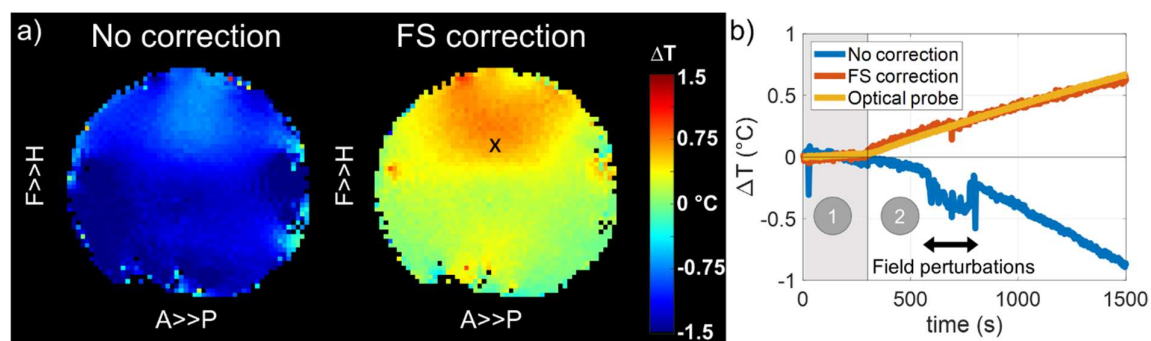 a)
No correction
FS correction
ΔT
1.5
0.75
0 °C
-0.75
-1.5
F>>H
F>>H
x
A>>P
A>>P
b)
No correction
FS correction
Optical probe
ΔT (°C)
1
0.5
0
-0.5
-1
1
2
Field perturbations
0
500
1000
1500
time (s)